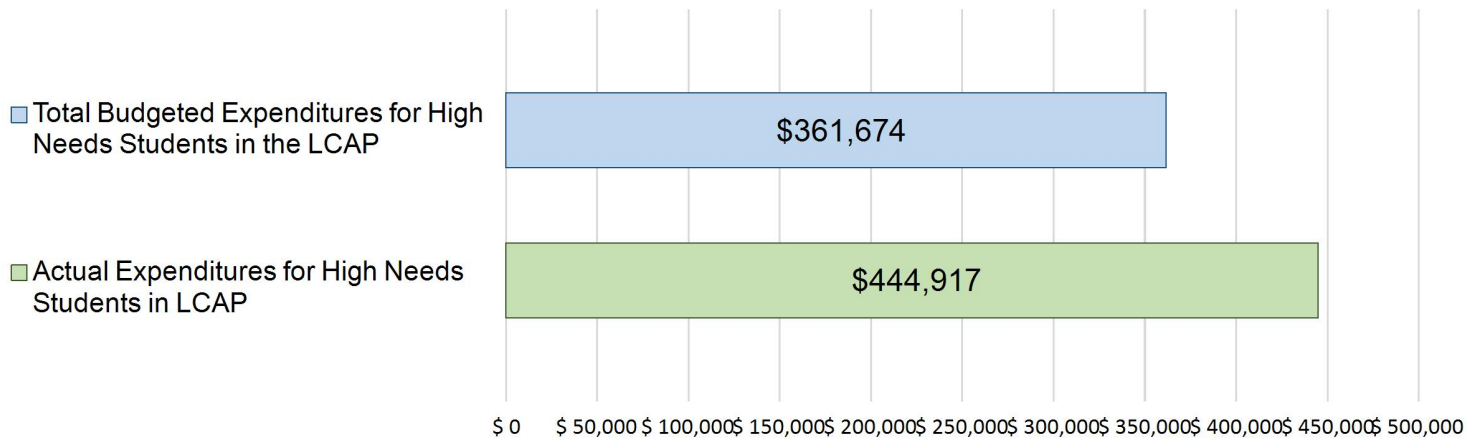 Total Budgeted Expenditures for High
Needs Students in the LCAP
$361,674
Actual Expenditures for High Needs
Students in LCAP
$444,917
$ 0 $ 50,000 $ 100,000 $ 150,000 $ 200,000 $ 250,000 $ 300,000 $ 350,000 $ 400,000 $ 450,000 $ 500,000